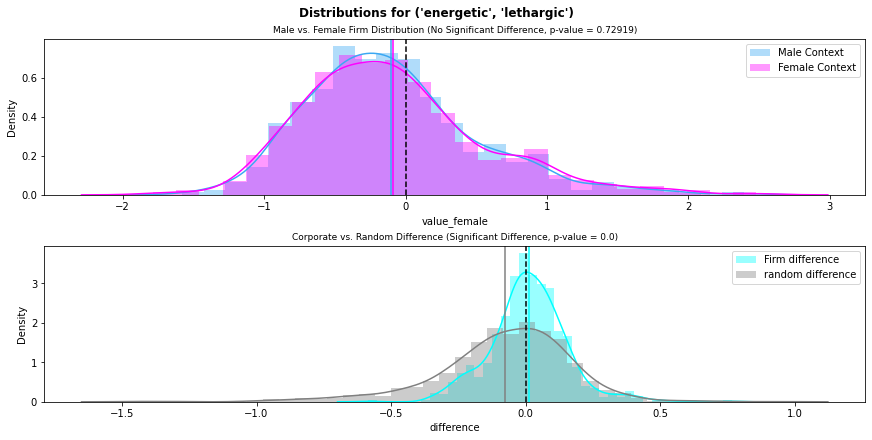 Distributions for ('energetic', 'lethargic')
Male vs. Female Firm Distribution (No Significant Difference, p-value = 0.72919)
Male Context
Female Context
Density
0.6
0.4
0.2
0.0
−2
−1
0
1
2
3
value_female
Corporate vs. Random Difference (Significant Difference, p-value = 0.0)
Firm difference
random difference
Density
3
2
1
0
−1.5
−1.0
−0.5
0.0
0.5
1.0
difference